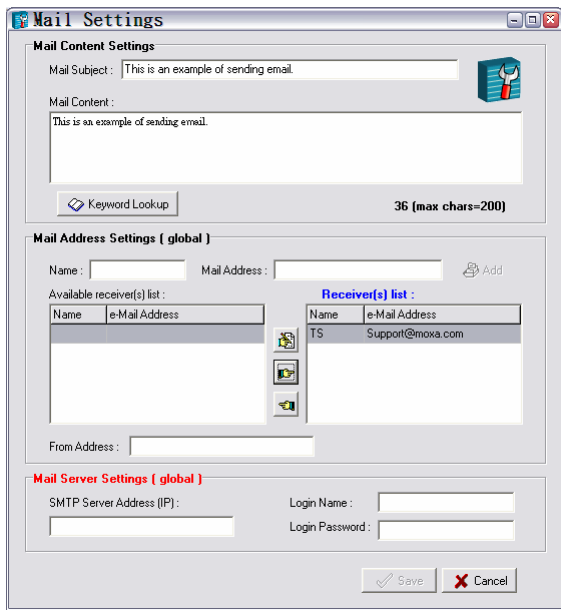 Mail Settings
Mail Content Settings
Mail Subject : This is an example of sending email.
Mail Content :
This is an example of sending email.
Keyword Lookup 36 (max chars=200)
Mail Address Settings ( global )
Name : Mail Address : Add
Available receiver(s) list : Receiver(s) list :
Name e-Mail Address Name e-Mail Address
TS Support@moxa.com
From Address :
Mail Server Settings ( global )
SMTP Server Address (IP) : Login Name :
Login Password :
Save Cancel